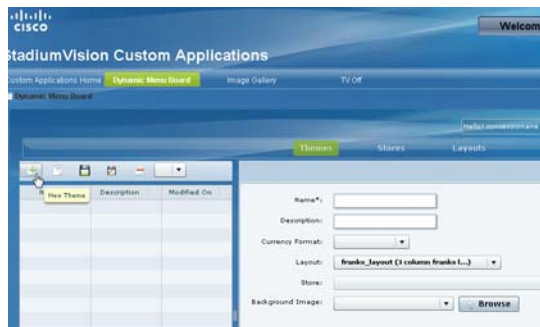 CISCO
Welcom
StadiumVision Custom Applications
Custom Applications Home Dynamic Menu Board Image Gallery TV Off
Dynamic Menu Board
Hello!
Themes Stores Layouts
New Theme
Description Modified On
Name*:
Description:
Currency Format:
Layout: franks_layout (3 column franks l...)
Store:
Background Image: Browse